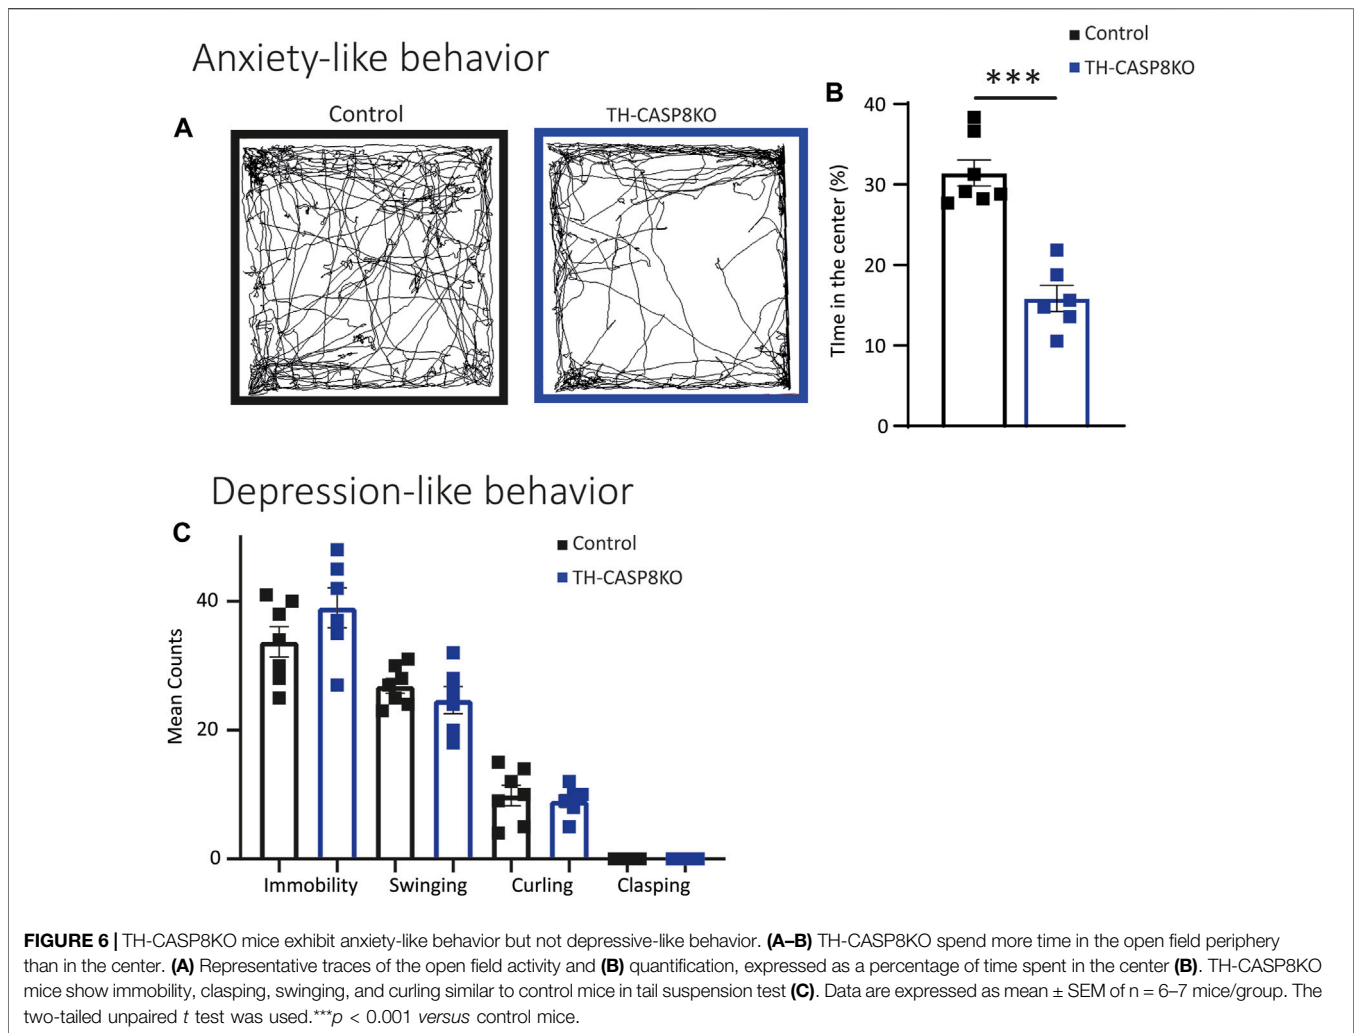 Anxiety-like behavior
A
Control
TH-CASP8KO
B
Control
TH-CASP8KO
***
40
30
20
10
0
TIme in the center (%)
Depression-like behavior
C
Control
TH-CASP8KO
40
20
0
Mean Counts
Immobility
Swinging
Curling
Clasping
FIGURE 6 | TH-CASP8KO mice exhibit anxiety-like behavior but not depressive-like behavior. (A–B) TH-CASP8KO spend more time in the open field periphery
than in the center. (A) Representative traces of the open field activity and (B) quantification, expressed as a percentage of time spent in the center (B). TH-CASP8KO
mice show immobility, clasping, swinging, and curling similar to control mice in tail suspension test (C). Data are expressed as mean ± SEM of n = 6–7 mice/group. The
two-tailed unpaired t test was used.***p < 0.001 versus control mice.